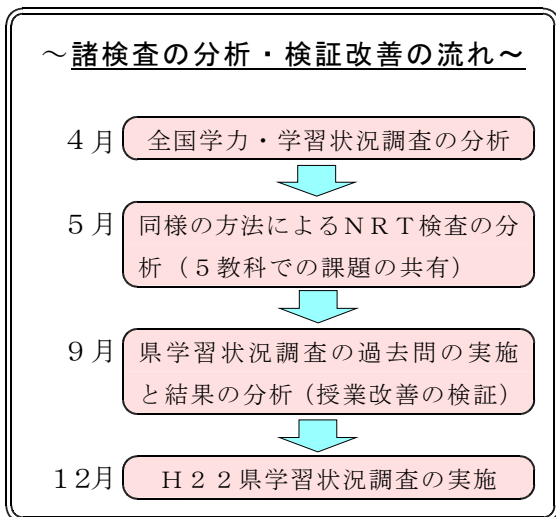 ～諸検査の分析・検証改善の流れ～
4月 全国学力・学習状況調査の分析
5月 同様の方法によるNRT検査の分
析（5教科での課題の共有）
9月 県学習状況調査の過去問の実施
と結果の分析（授業改善の検証）
12月 H22県学習状況調査の実施